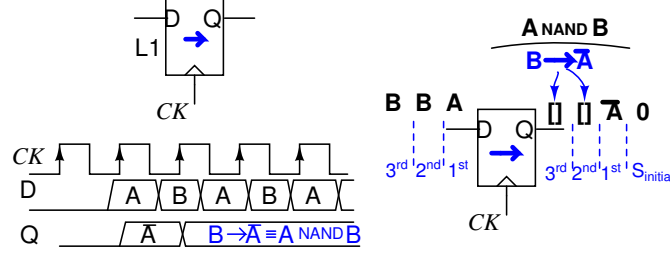 D Q
L1
CK
CK
D A B A B A
Q A̅ B→A̅ ≡ A NAND B
A NAND B
B→A̅
B B A [] [] A̅ 0
D Q
3rd 2nd 1st 3rd 2nd 1st Sinitia
CK